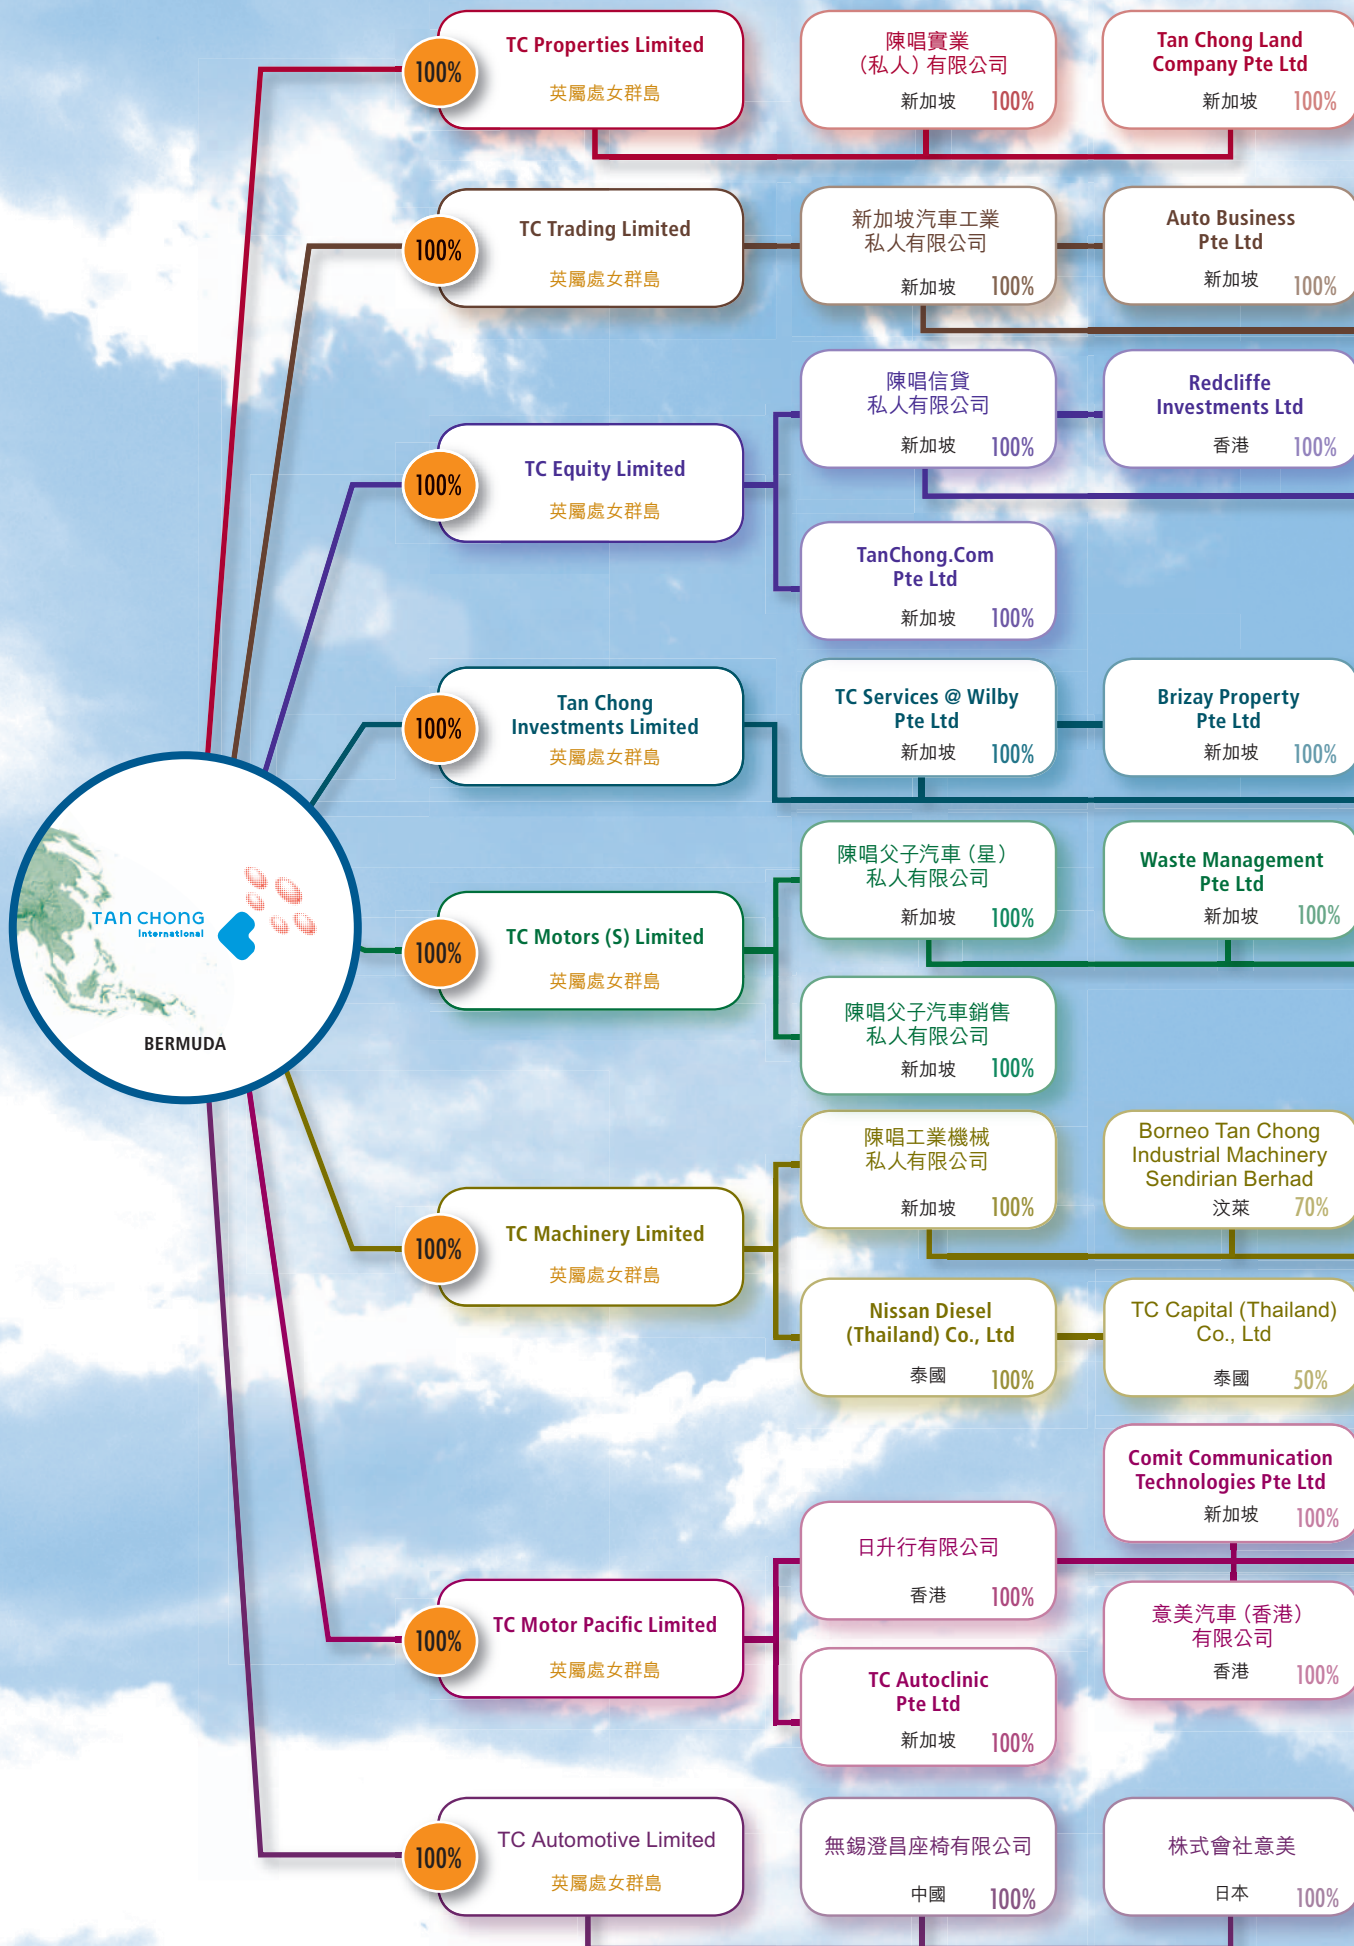 100%
TC Properties Limited
英屬處女群島
陳唱實業
（私人）有限公司
新加坡 100%
Tan Chong Land
Company Pte Ltd
新加坡 100%
100%
TC Trading Limited
英屬處女群島
新加坡汽車工業
私人有限公司
新加坡 100%
Auto Business
Pte Ltd
新加坡 100%
100%
TC Equity Limited
英屬處女群島
陳唱信貸
私人有限公司
新加坡 100%
Redcliffe
Investments Ltd
香港 100%
TanChong.Com
Pte Ltd
新加坡 100%
100%
Tan Chong
Investments Limited
英屬處女群島
TC Services @ Wilby
Pte Ltd
新加坡 100%
Brizay Property
Pte Ltd
新加坡 100%
TAN CHONG
International
BERMUDA
100%
TC Motors (S) Limited
英屬處女群島
陳唱父子汽車（星）
私人有限公司
新加坡 100%
Waste Management
Pte Ltd
新加坡 100%
陳唱父子汽車銷售
私人有限公司
新加坡 100%
100%
TC Machinery Limited
英屬處女群島
陳唱工業機械
私人有限公司
新加坡 100%
Borneo Tan Chong
Industrial Machinery
Sendirian Berhad
汶萊 70%
Nissan Diesel
(Thailand) Co., Ltd
泰國 100%
TC Capital (Thailand)
Co., Ltd
泰國 50%
100%
TC Motor Pacific Limited
英屬處女群島
日升行有限公司
香港 100%
Comit Communication
Technologies Pte Ltd
新加坡 100%
意美汽車（香港）
有限公司
香港 100%
TC Autoclinic
Pte Ltd
新加坡 100%
100%
TC Automotive Limited
英屬處女群島
無錫澄昌座椅有限公司
中國 100%
株式會社意美
日本 100%